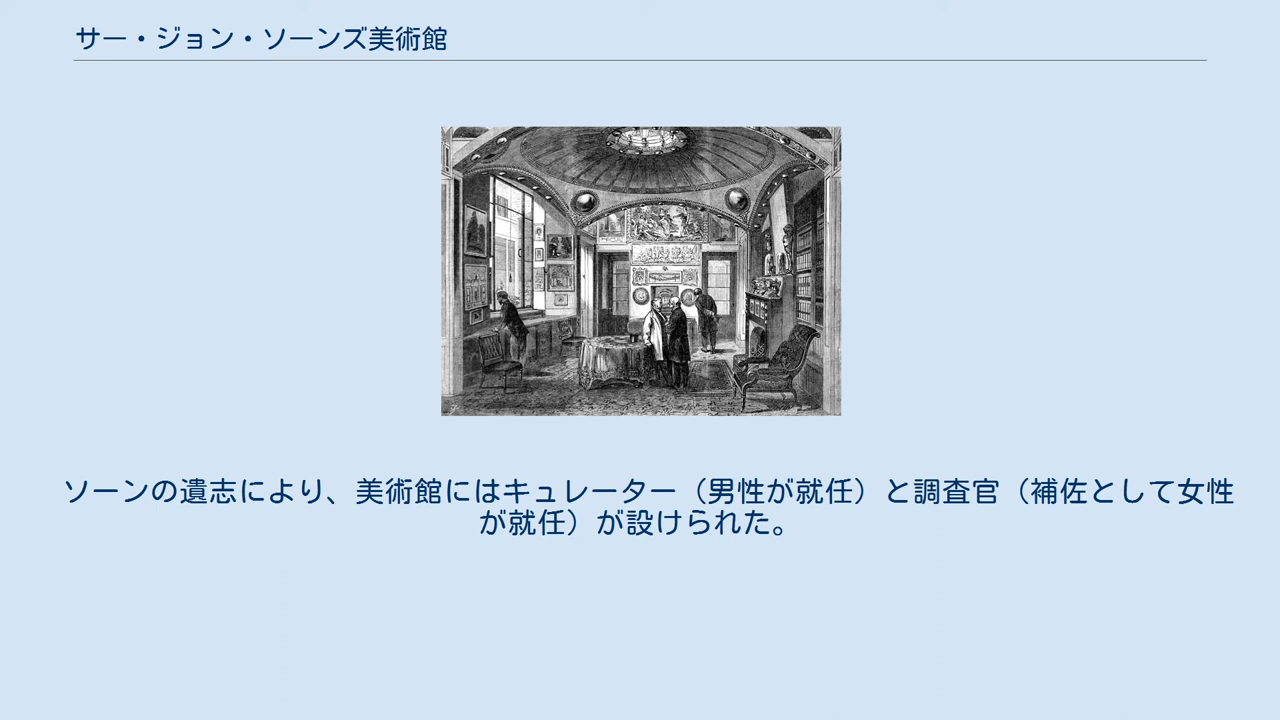 サー・ジョン・ソーンズ美術館
ソーンの遺志により、美術館にはキュレーター（男性が就任）と調査官（補佐として女性
が就任）が設けられた。